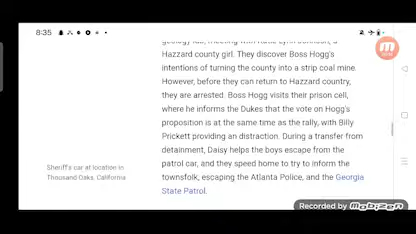 8:35
geology lab, meeting with Katie-Lynn Johnson, a
Hazzard county girl. They discover Boss Hogg's
intentions of turning the county into a strip coal mine.
However, before they can return to Hazzard country,
they are arrested. Boss Hogg visits their prison cell,
where he informs the Dukes that the vote on Hogg's
proposition is at the same time as the rally, with Billy
Prickett providing an distraction. During a transfer from
detainment, Daisy helps the boys escape from the
patrol car, and they speed home to try to inform the
townsfolk, escaping the Atlanta Police, and the Georgia
State Patrol.
Sheriff's car at location in
Thousand Oaks, California
Recorded by Mobizen